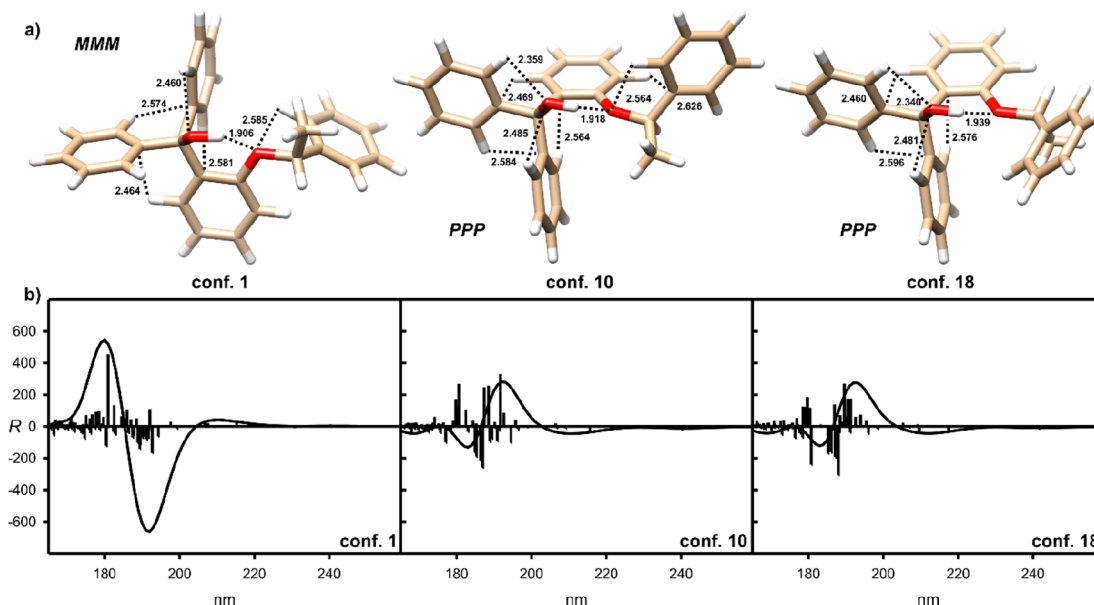 a)
MMM
2.460
2.574
1.906
2.585
2.581
2.464
conf. 1
2.359
2.469
2.564
1.918
2.626
2.485
2.564
2.584
PPP
conf. 10
2.460
2.340
1.939
2.481
2.576
2.596
PPP
conf. 18
b)
600
400
200
R 0
-200
-400
-600
conf. 1
conf. 10
conf. 18
180 200 220 240
180 200 220 240
180 200 220 240
nm
nm
nm